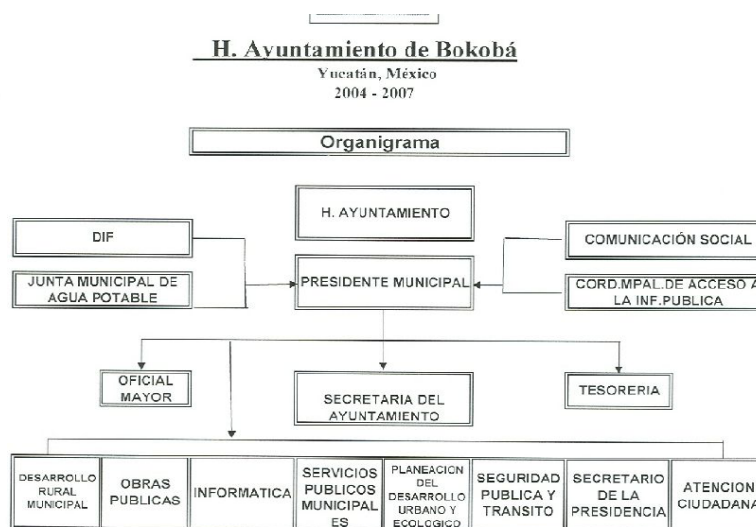 H. Ayuntamiento de Bokobá
Yucatán, México
2004 - 2007
Organigrama
H. AYUNTAMIENTO
DIF
COMUNICACIÓN SOCIAL
JUNTA MUNICIPAL DE
AGUA POTABLE
PRESIDENTE MUNICIPAL
CORD.MPAL.DE ACCESO A
LA INF.PUBLICA
OFICIAL
MAYOR
SECRETARIA DEL
AYUNTAMIENTO
TESORERIA
DESARROLLO
RURAL
MUNICIPAL
OBRAS
PUBLICAS
INFORMATICA
SERVICIOS
PUBLICOS
MUNICIPAL
ES
PLANEACION
DEL
DESARROLLO
URBANO Y
ECOLOGICO
SEGURIDAD
PUBLICA Y
TRANSITO
SECRETARIO
DE LA
PRESIDENCIA
ATENCION
CIUDADANA